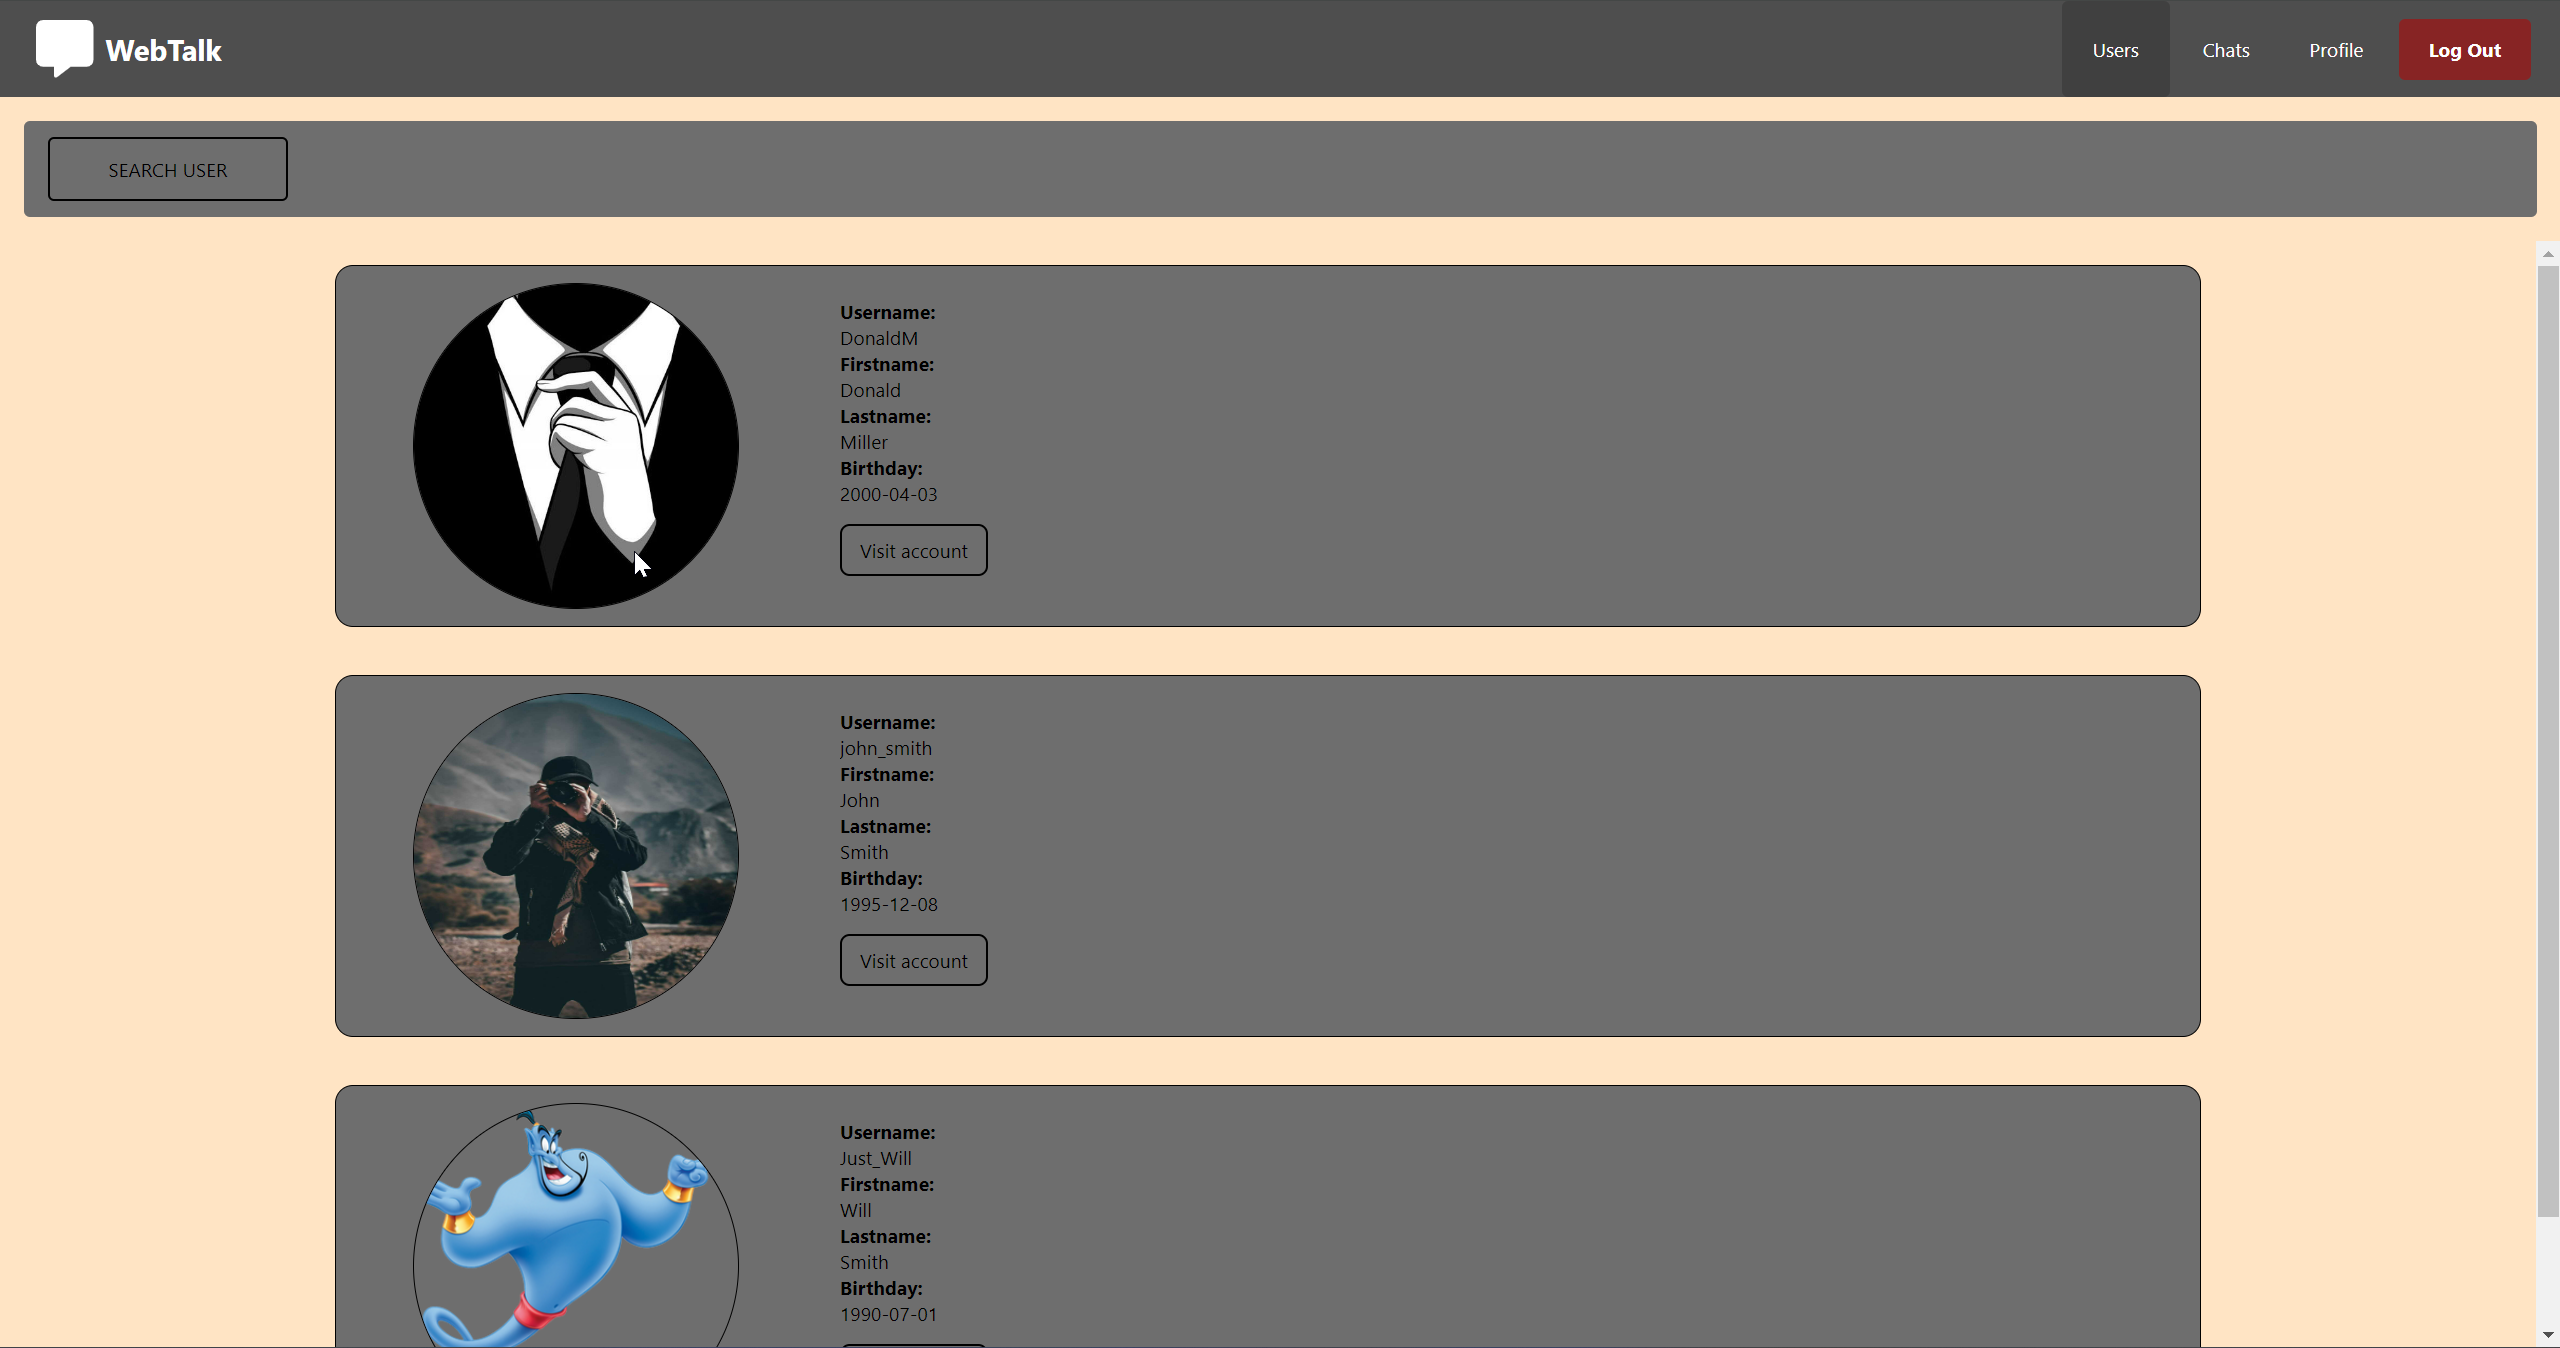 WebTalk
Users
Chats
Profile
Log Out
SEARCH USER
Username:
DonaldM
Firstname:
Donald
Lastname:
Miller
Birthday:
2000-04-03
Visit account
Username:
john_smith
Firstname:
John
Lastname:
Smith
Birthday:
1995-12-08
Visit account
Username:
Just_Will
Firstname:
Will
Lastname:
Smith
Birthday:
1990-07-01